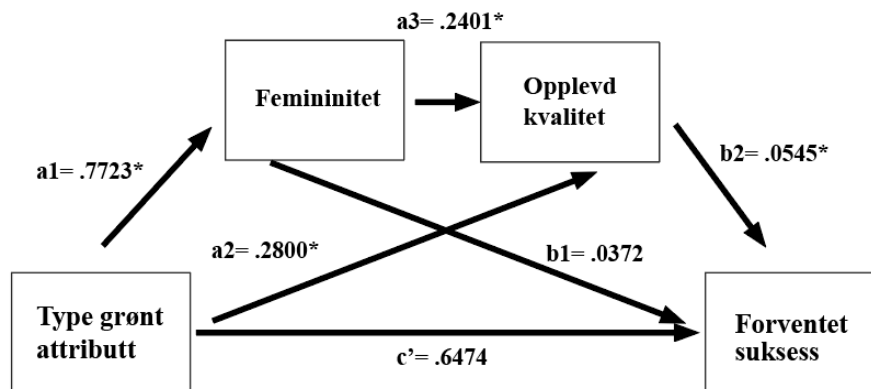 a3= .2401*
Femininitet
Opplevd
kvalitet
a1= .7723*
b2= .0545*
a2= .2800*
b1= .0372
Type grønt
attributt
c’= .6474
Forventet
suksess